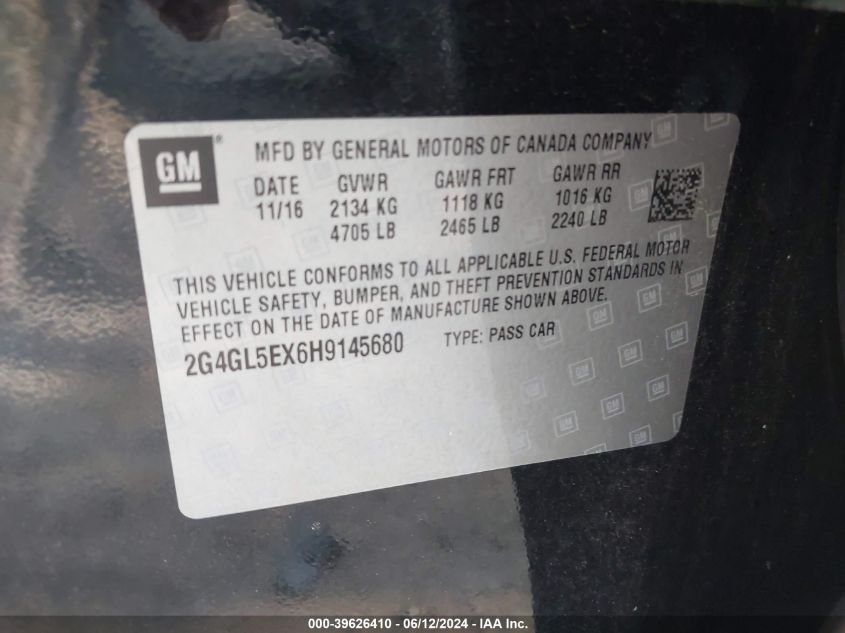 GM
MFD BY GENERAL MOTORS OF CANADA COMPANY
DATE GVWR GAWR FRT GAWR RR
11/16 2134 KG 1118 KG 1016 KG
4705 LB 2465 LB 2240 LB
THIS VEHICLE CONFORMS TO ALL APPLICABLE U.S. FEDERAL MOTOR
VEHICLE SAFETY, BUMPER, AND THEFT PREVENTION STANDARDS IN
EFFECT ON THE DATE OF MANUFACTURE SHOWN ABOVE.
2G4GL5EX6H9145680 TYPE: PASS CAR
000-39626410 - 06/12/2024 - IAA Inc.